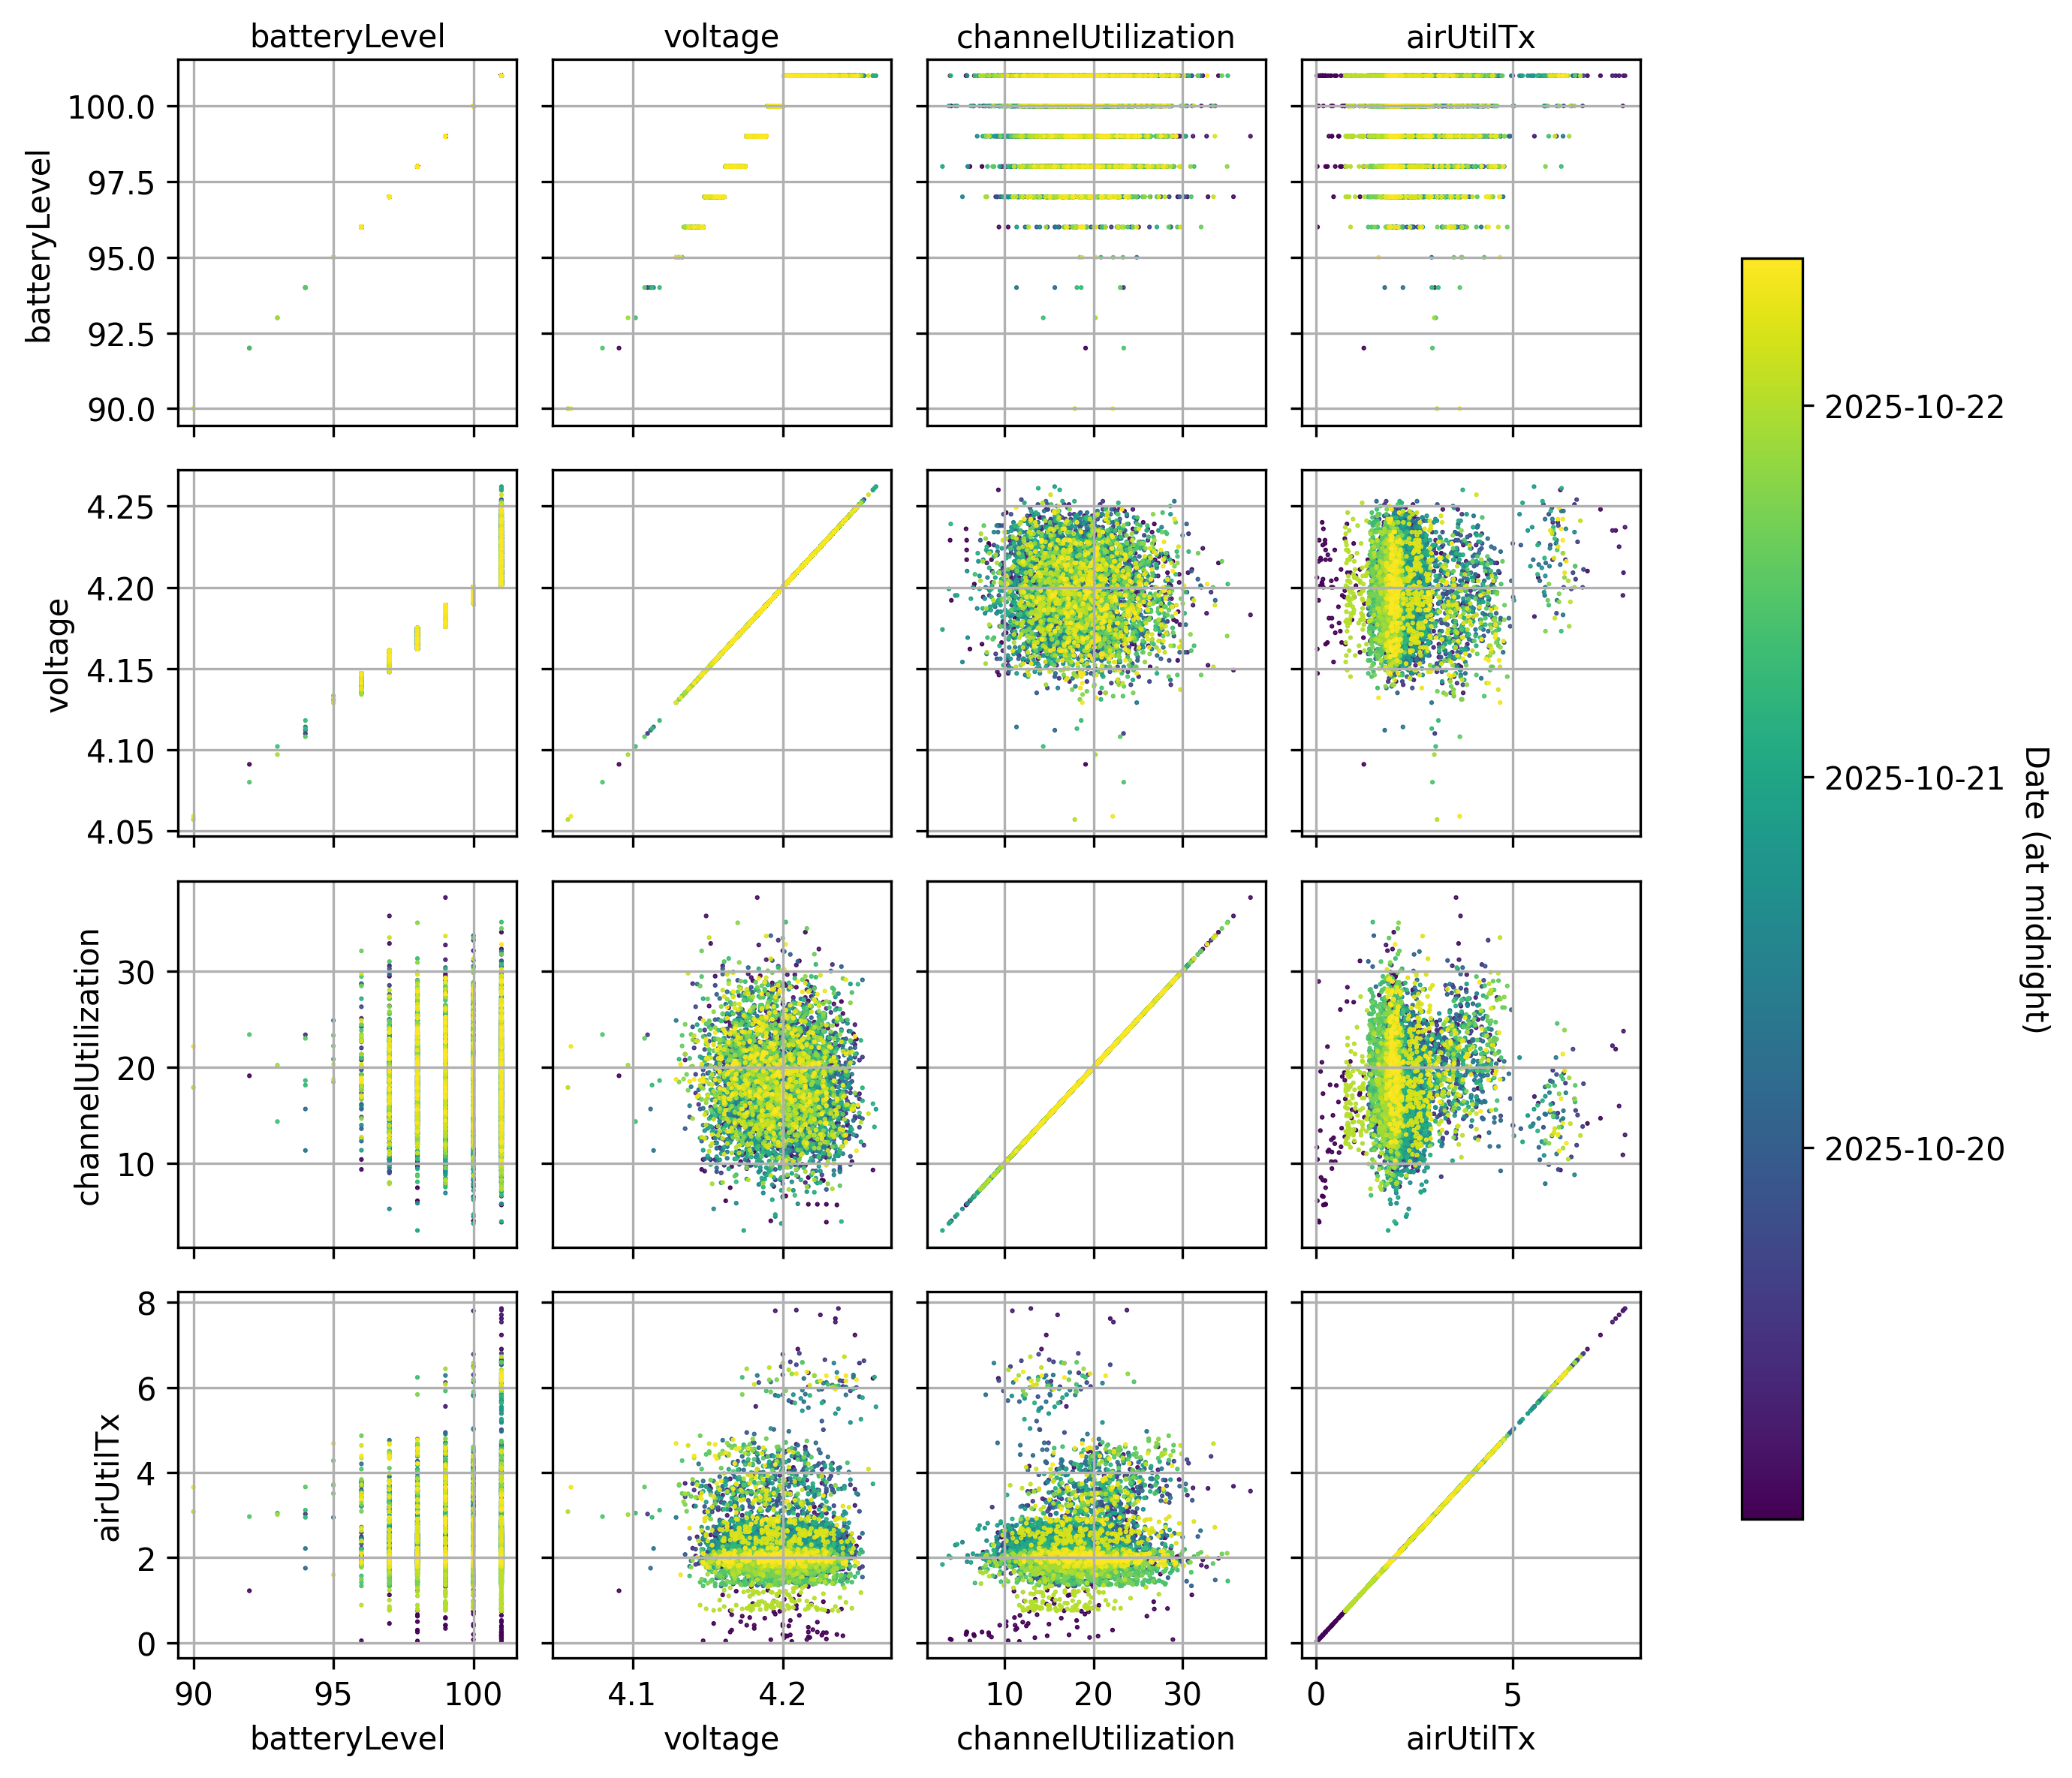 batteryLevel voltage channelUtilization airUtilTx
batteryLevel
100.0
97.5
95.0
92.5
90.0
voltage
4.25
4.20
4.15
4.10
4.05
channelUtilization
30
20
10
airUtilTx
8
6
4
2
0
90 95 100 4.1 4.2 10 20 30 0 5
batteryLevel voltage channelUtilization airUtilTx
2025-10-22
2025-10-21
2025-10-20
Date (at midnight)